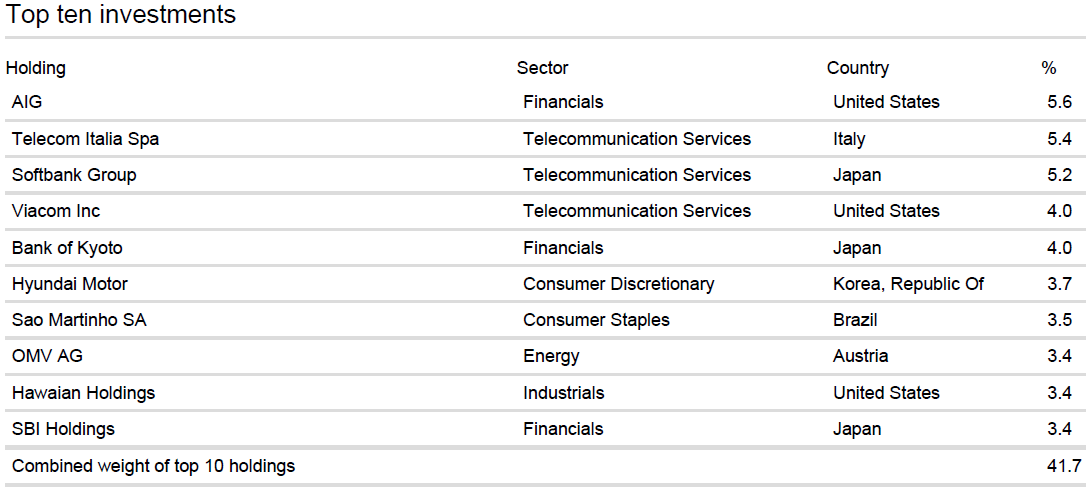 Top ten investments
Holding Sector Country %
AIG Financials United States 5.6
Telecom Italia Spa Telecommunication Services Italy 5.4
Softbank Group Telecommunication Services Japan 5.2
Viacom Inc Telecommunication Services United States 4.0
Bank of Kyoto Financials Japan 4.0
Hyundai Motor Consumer Discretionary Korea, Republic Of 3.7
Sao Martinho SA Consumer Staples Brazil 3.5
OMV AG Energy Austria 3.4
Hawaian Holdings Industrials United States 3.4
SBI Holdings Financials Japan 3.4
Combined weight of top 10 holdings 41.7